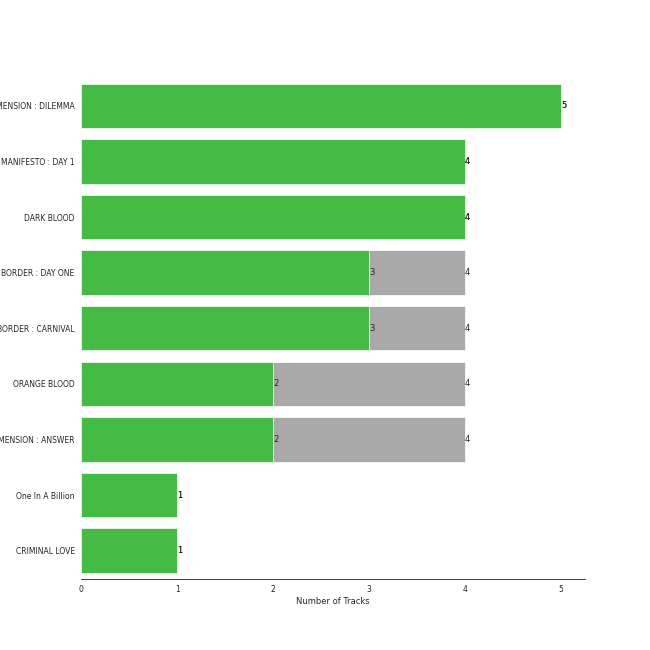 MENSION : DILEMMA 5
MANIFESTO : DAY 1 4
DARK BLOOD 4
BORDER : DAY ONE 3 4
BORDER : CARNIVAL 3 4
ORANGE BLOOD 2 4
MENSION : ANSWER 2 4
One In A Billion 1
CRIMINAL LOVE 1
0 1 2 3 4 5
Number of Tracks